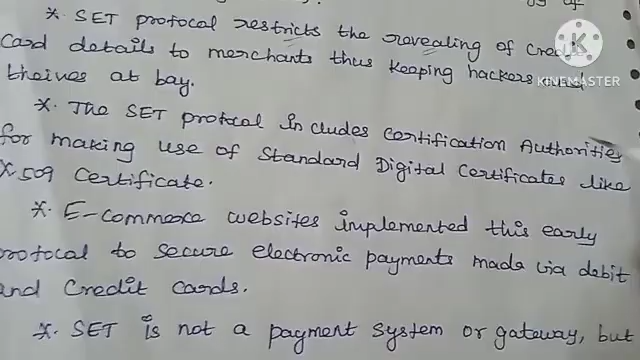 * SET protocal restricts the revealing of Credit
Card details to merchants thus keeping hackers and
theives at bay.
*. The SET protocal includes Certification Authorities
for making use of Standard Digital Certificates like
X509 Certificate.
*. E-commerce websites implemented this early
protocal to secure electronic payments made via debit
and Credit cards.
*. SET is not a payment system or gateway, but
KINEMASTER